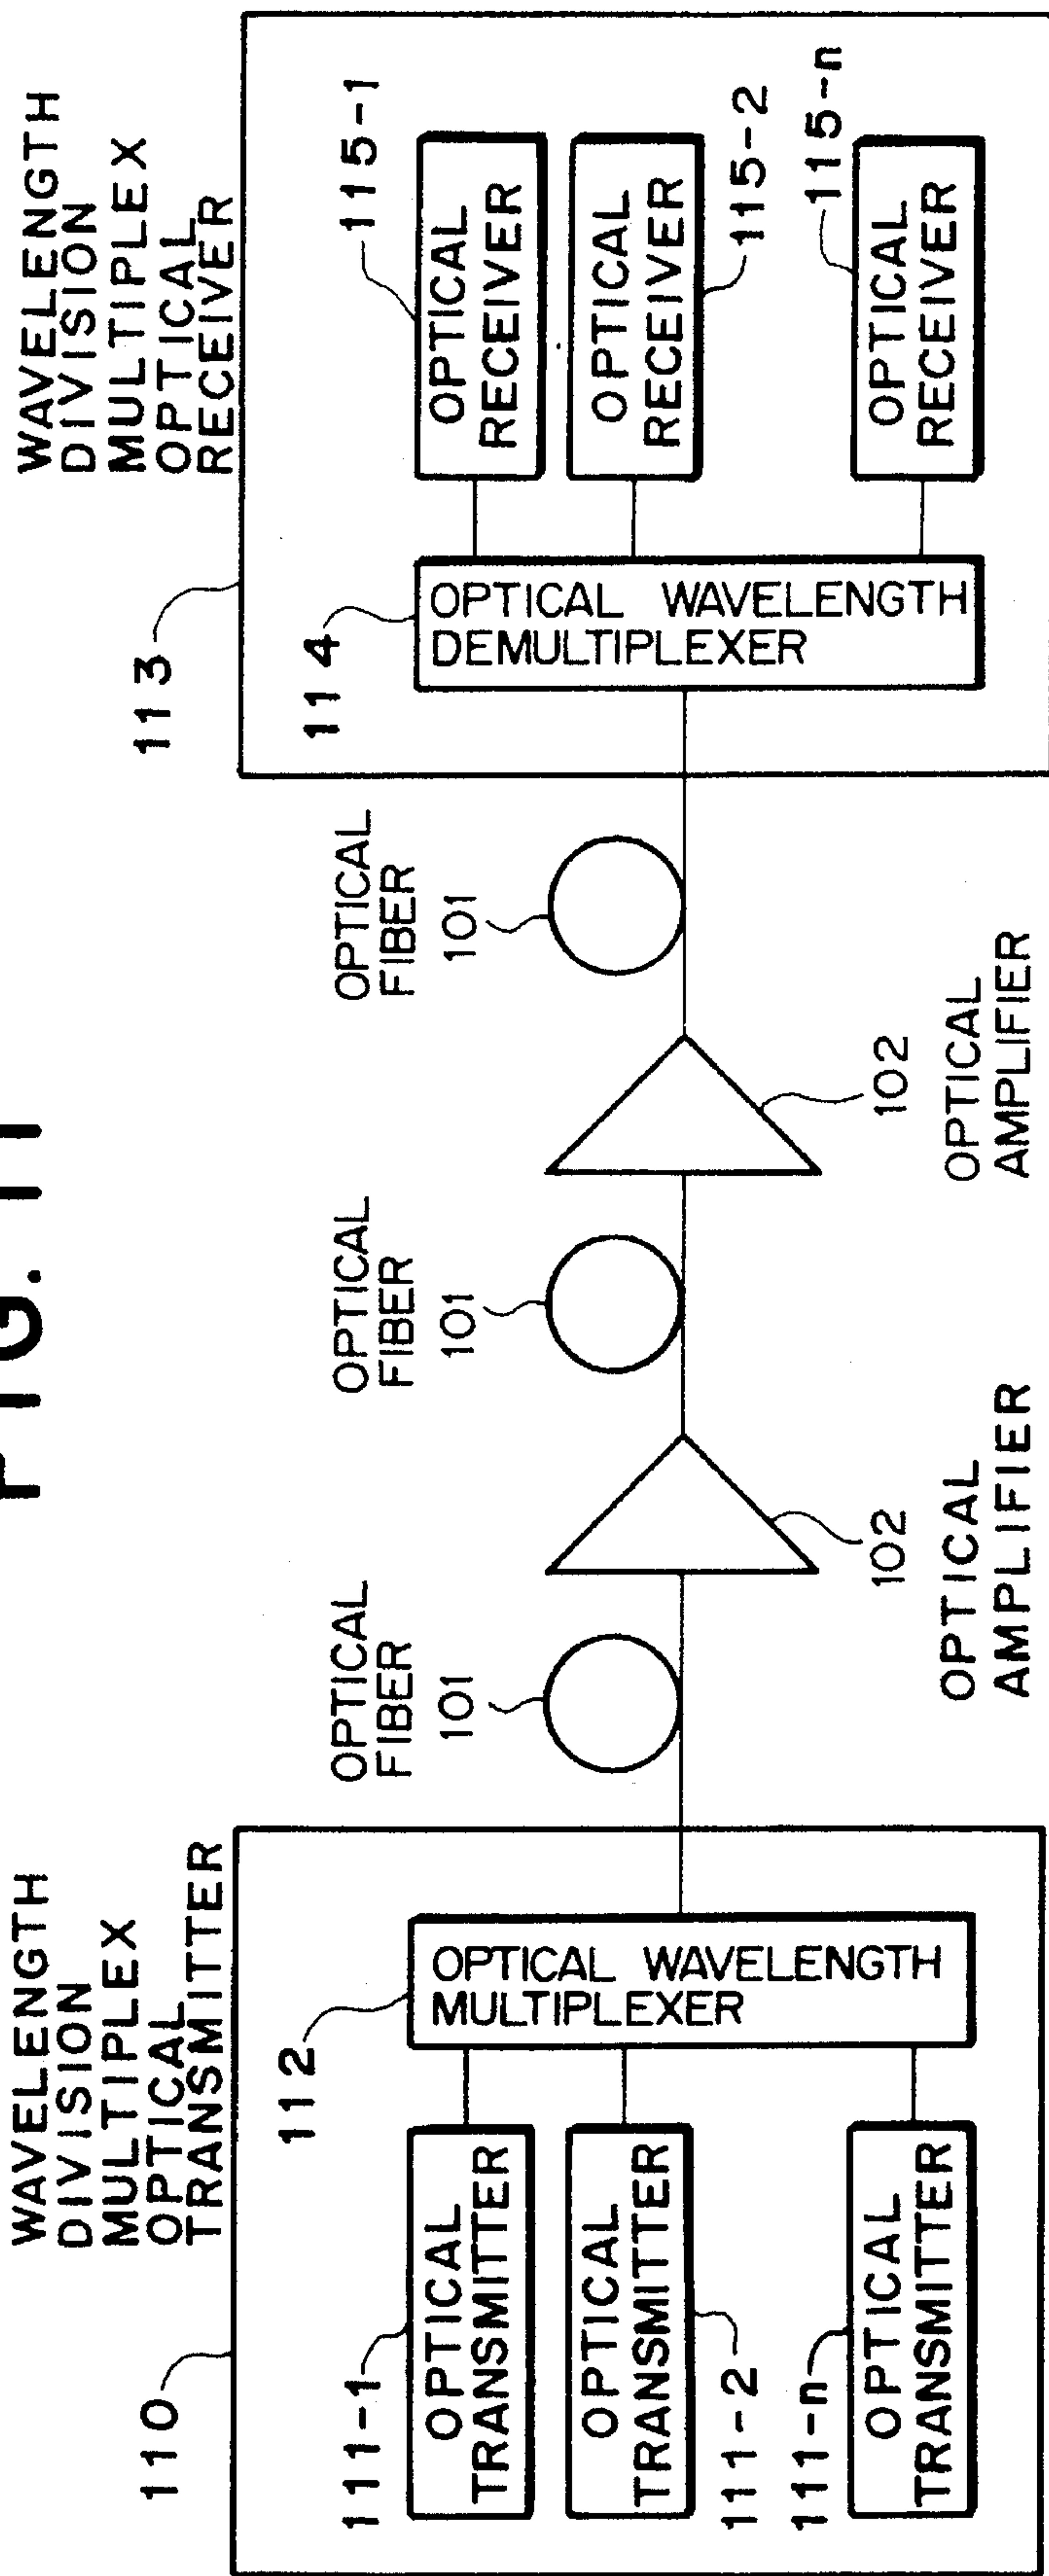 FIG. 11
WAVELENGTH
DIVISION
MULTIPLEX
OPTICAL
TRANSMITTER
110
111-1
OPTICAL
TRANSMITTER
OPTICAL
TRANSMITTER
111-2
111-n
OPTICAL
TRANSMITTER
112
OPTICAL WAVELENGTH
MULTIPLEXER
OPTICAL
FIBER
101
102
OPTICAL
AMPLIFIER
OPTICAL
FIBER
101
102
OPTICAL
AMPLIFIER
OPTICAL
FIBER
101
WAVELENGTH
DIVISION
MULTIPLEX
OPTICAL
RECEIVER
113
114
OPTICAL WAVELENGTH
DEMULTIPLEXER
115-1
OPTICAL
RECEIVER
OPTICAL
RECEIVER
115-2
115-n
OPTICAL
RECEIVER